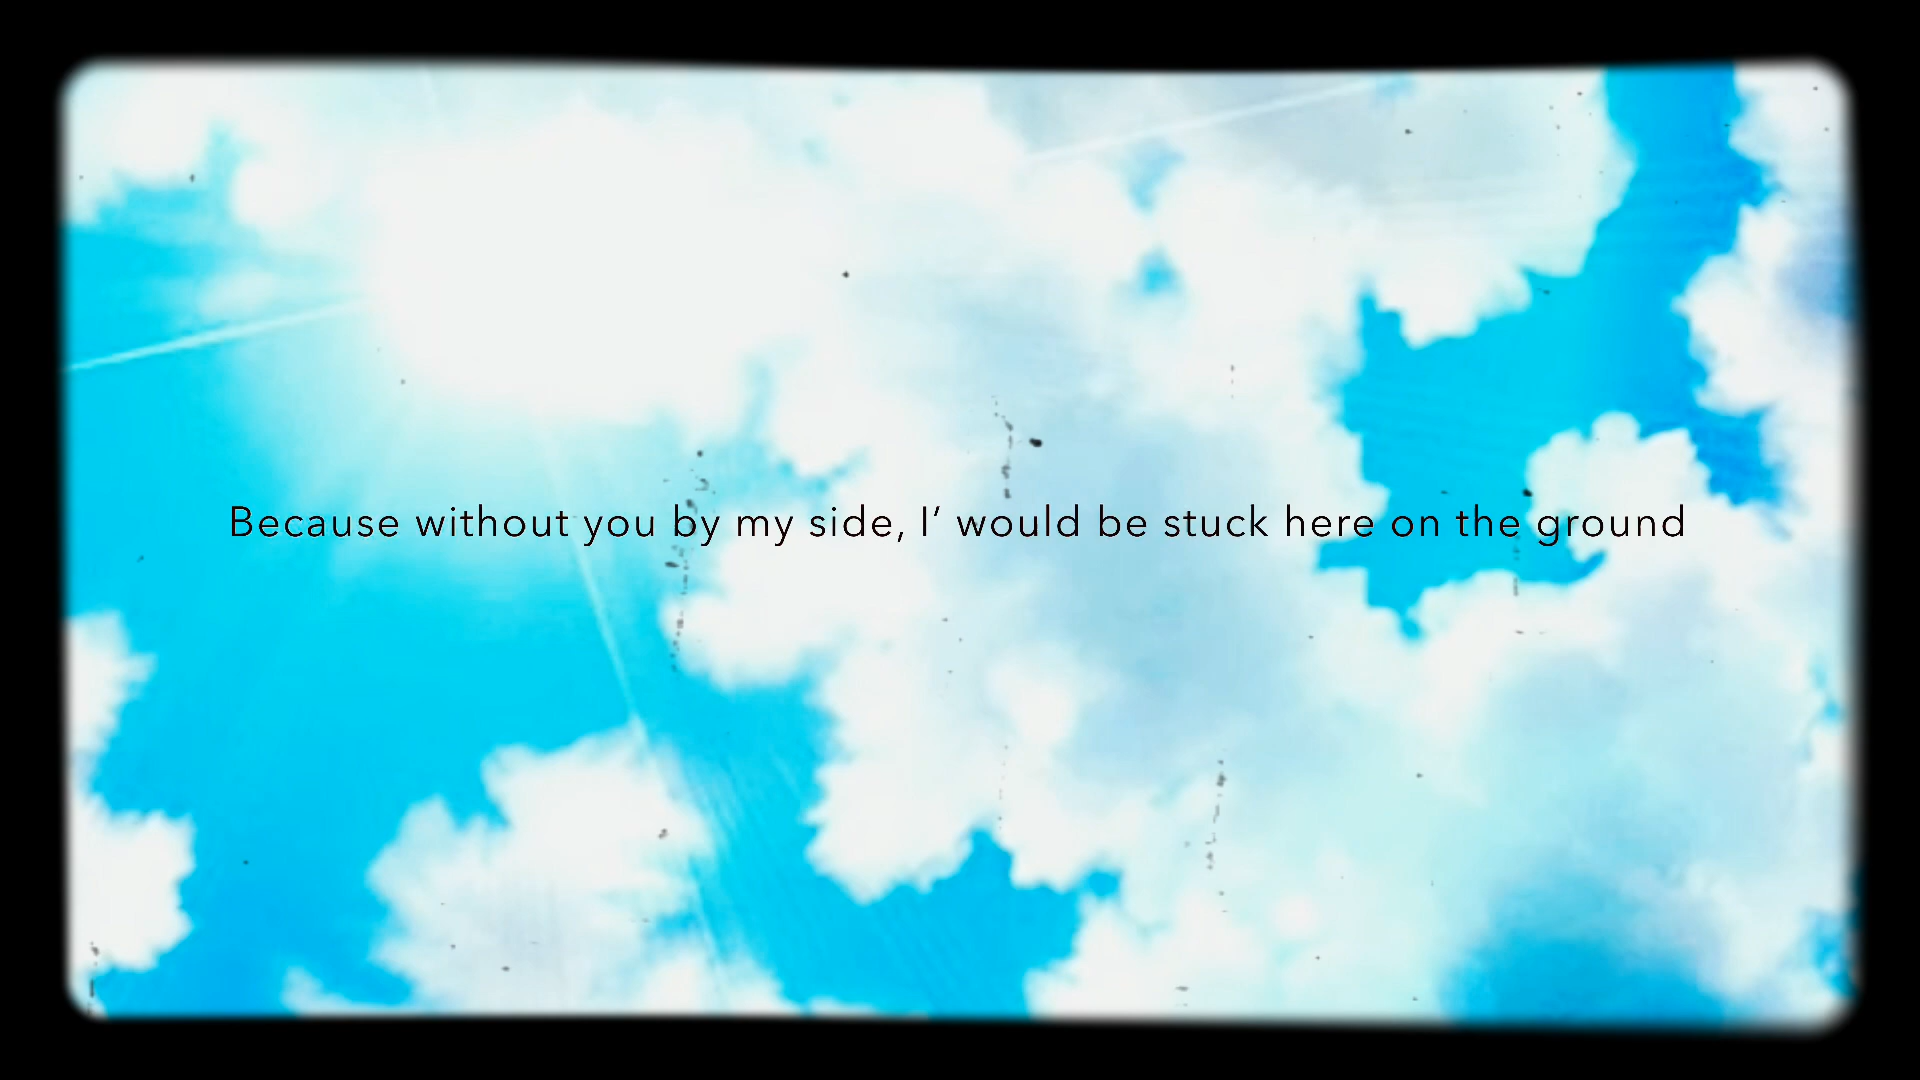 Because without you by my side, I’ would be stuck here on the ground